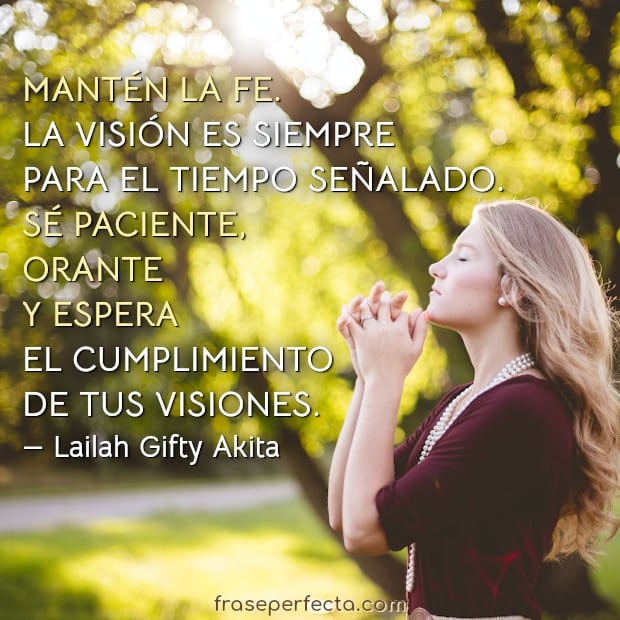 MANTÉN LA FE.
LA VISIÓN ES SIEMPRE
PARA EL TIEMPO SEÑALADO.
SÉ PACIENTE,
ORANTE
Y ESPERA
EL CUMPLIMIENTO
DE TUS VISIONES.
– Lailah Gifty Akita
fraseperfecta.com